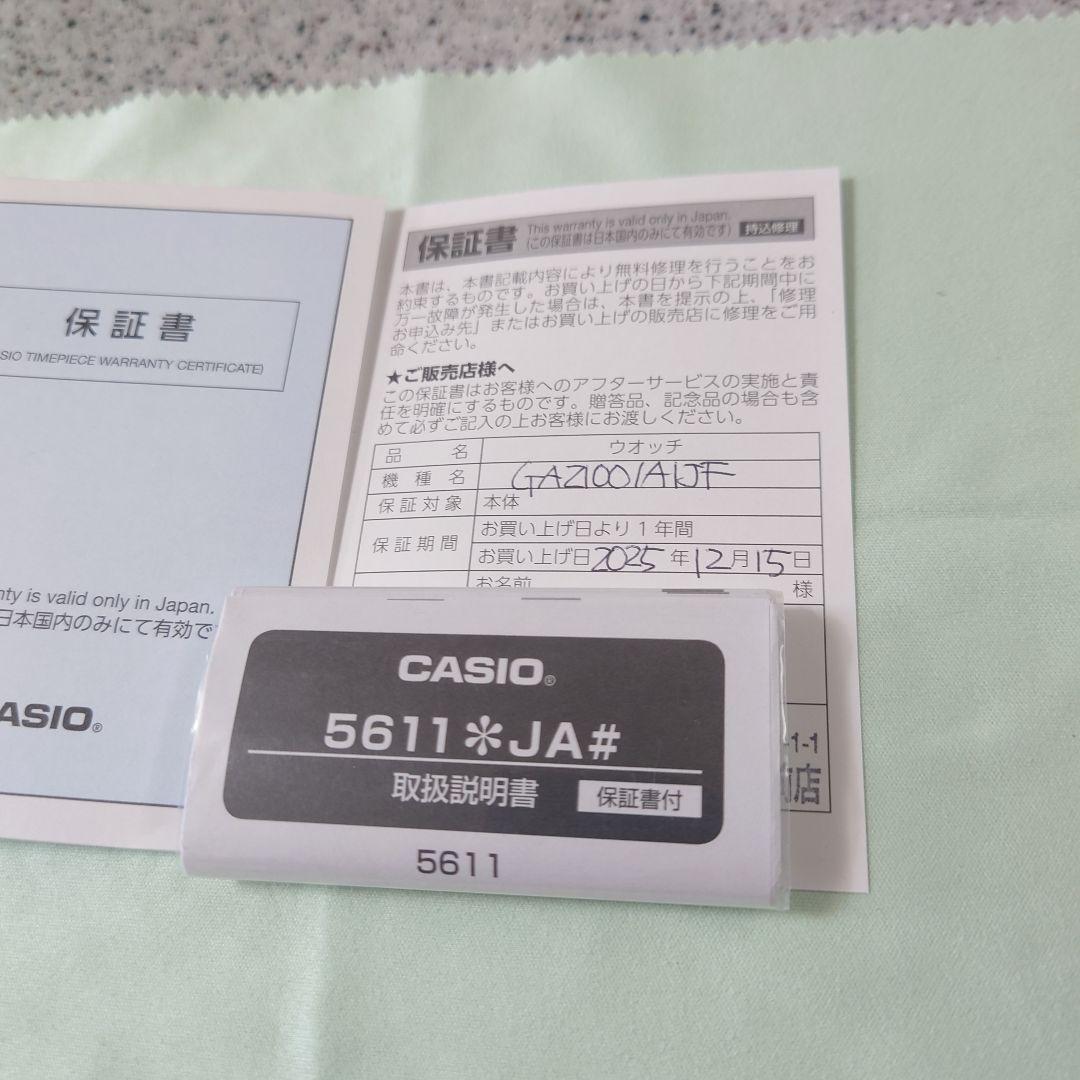 保証書
SIO TIMEPIECE WARRANTY CERTIFICATE)
nty is valid only in Japan.
日本国内のみにて有効で
ASIO®
保証書 This warranty is valid only in Japan. (この保証書は日本国内のみにて有効です) 持込修理
本書は、本書記載内容により無料修理を行うことをお
約束するものです。お買い上げの日から下記期間中に
万一故障が発生した場合は、本書を提示の上、「修理
お申込み先」またはお買い上げの販売店に修理をご用
命ください。
★ご販売店様へ
この保証書はお客様へのアフターサービスの実施と責
任を明確にするものです。贈答品、記念品の場合も含
めて必ずご記入の上お客様にお渡しください。
品名 ウオッチ
機種名 GA21001A1JF
保証対象 本体
保証期間 お買い上げ日より1年間
お買い上げ日 2025年12月15日
お名前 様
-1-1
店
CASIO®
5611✽JA#
取扱説明書 保証書付
5611